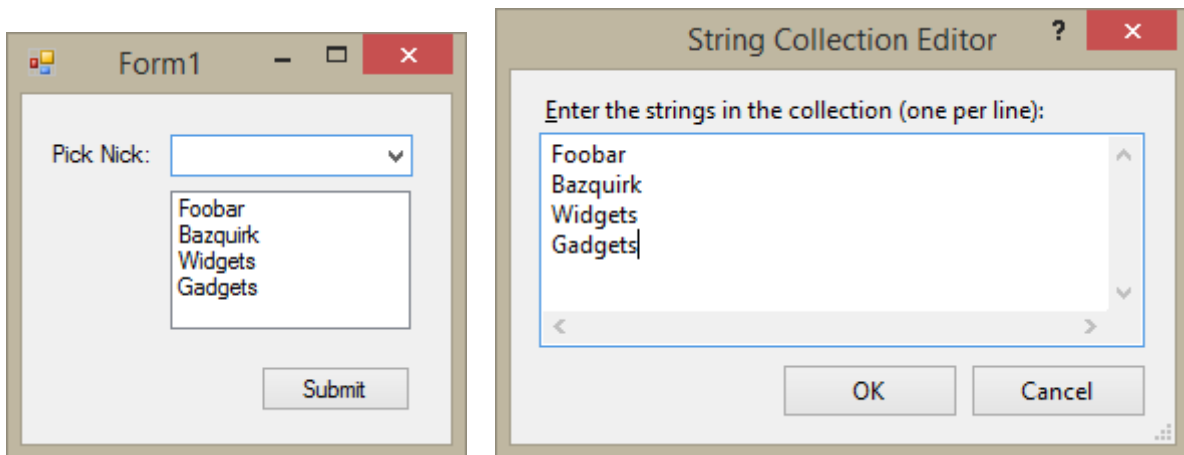 Form1
Pick Nick:
Foobar
Bazquirk
Widgets
Gadgets
Submit
String Collection Editor
?
Enter the strings in the collection (one per line):
Foobar
Bazquirk
Widgets
Gadgets
OK
Cancel